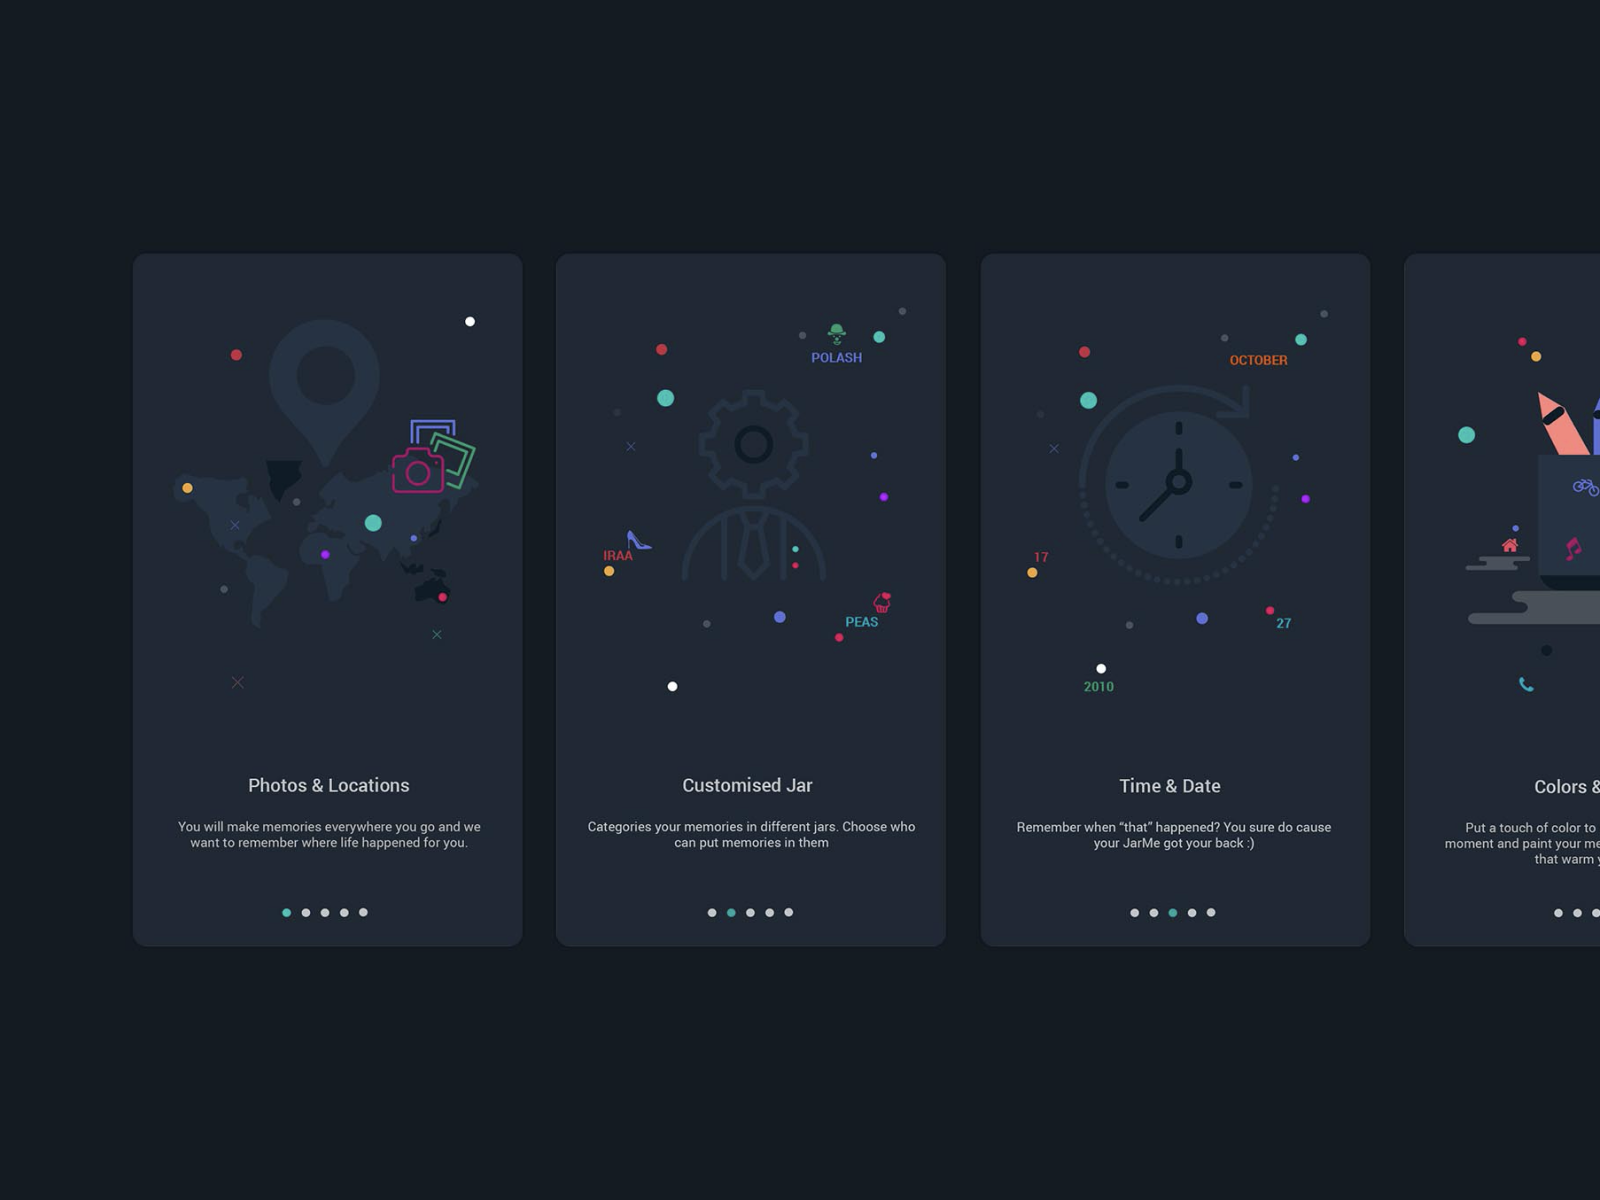 Photos & Locations
You will make memories everywhere you go and we
want to remember where life happened for you.
POLASH
IRAA
PEAS
Customised Jar
Categories your memories in different jars. Choose who
can put memories in them
OCTOBER
17
27
2010
Time & Date
Remember when “that” happened? You sure do cause
your JarMe got your back :)
Colors &
Put a touch of color to
moment and paint your
that warm